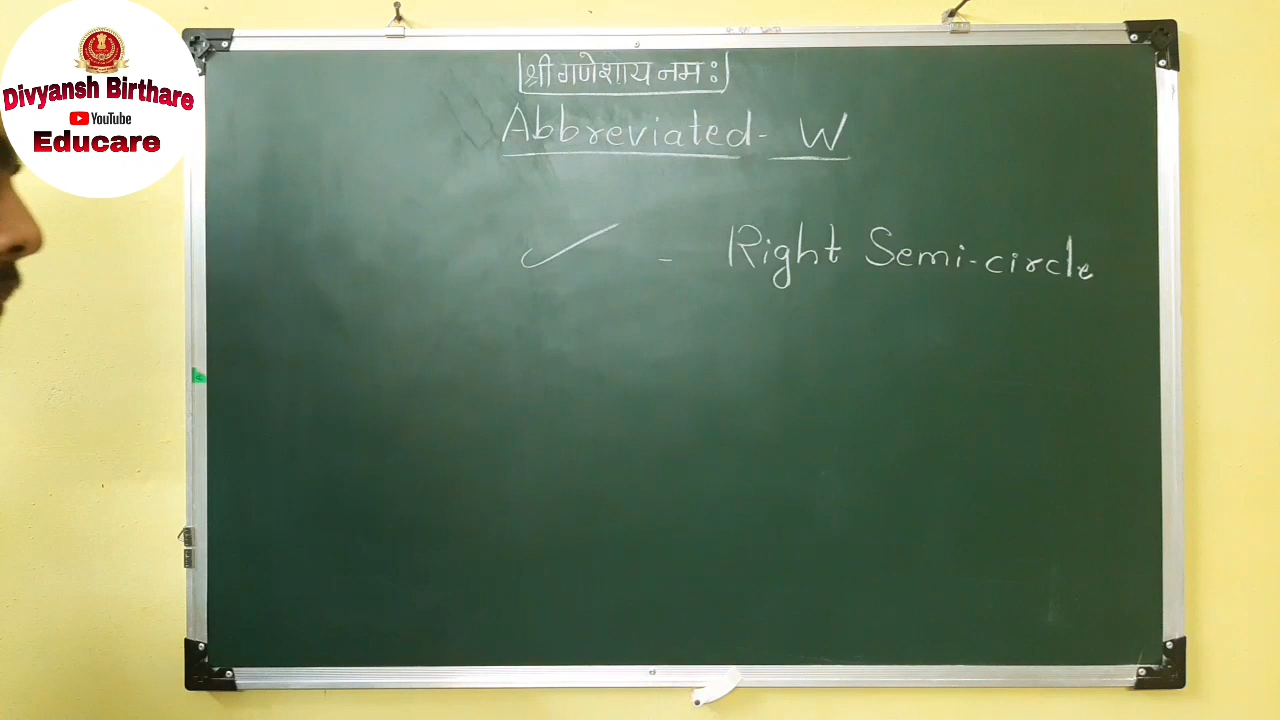 Divyansh Birthare
YouTube
Educare
श्री गणेशाय नमः
Abbreviated- W
- Right Semi-circle